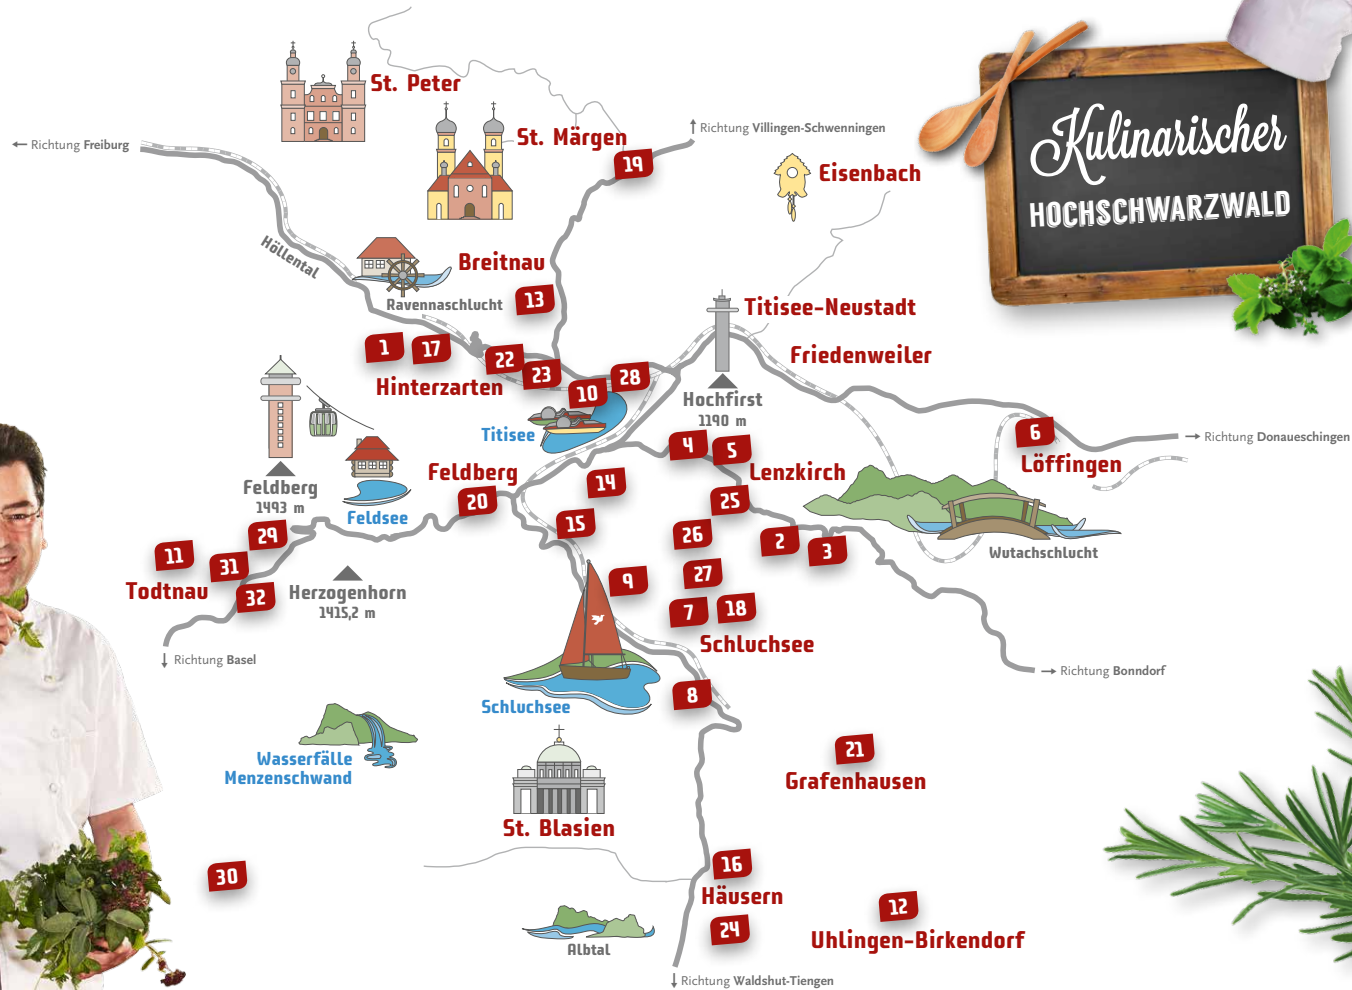 Kulinarischer
HOCHSCHWARZWALD
St. Peter
St. Märgen
19
← Richtung Freiburg
↑ Richtung Villingen-Schwenningen
Eisenbach
Höllental
Breitnau
Ravennaschlucht
13
Titisee-Neustadt
1
17
22
23
Hinterzarten
10
28
Friedenweiler
Hochfirst
1190 m
Titisee
4
5
Lenzkirch
6
Löffingen
→ Richtung Donaueschingen
Feldberg
1493 m
Feldsee
Feldberg
20
14
15
25
26
2
3
Wutachschlucht
29
11
31
Todtnau
32
Herzogenhorn
1415,2 m
↓ Richtung Basel
9
27
7
18
Schluchsee
→ Richtung Bonndorf
Schluchsee
8
Wasserfälle
Menzenschwand
21
Grafenhausen
St. Blasien
30
16
Häusern
24
12
Uhlingen-Birkendorf
Albtal
↓ Richtung Waldshut-Tiengen